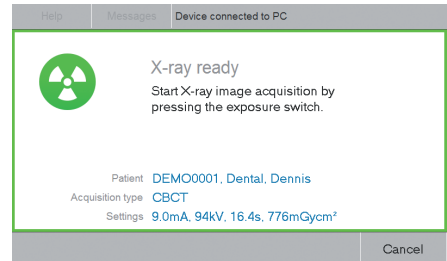 Help Messages Device connected to PC
X-ray ready
Start X-ray image acquisition by
pressing the exposure switch.
Patient DEMO0001, Dental, Dennis
Acquisition type CBCT
Settings 9.0mA, 94kV, 16.4s, 776mGycm²
Cancel